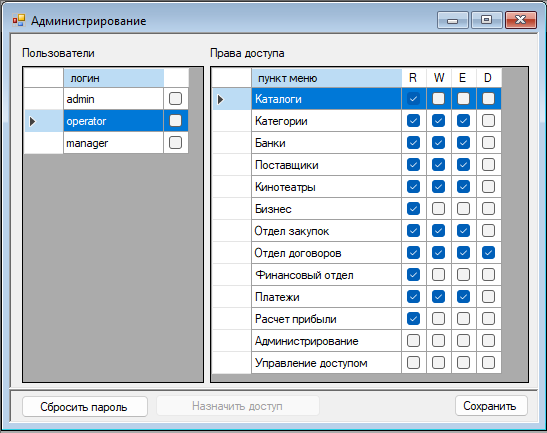 Администрирование
Пользователи
Права доступа
логин
admin
operator
manager
пункт меню R W E D
Каталоги
Категории
Банки
Поставщики
Кинотеатры
Бизнес
Отдел закупок
Отдел договоров
Финансовый отдел
Платежи
Расчет прибыли
Администрирование
Управление доступом
Сбросить пароль
Назначить доступ
Сохранить